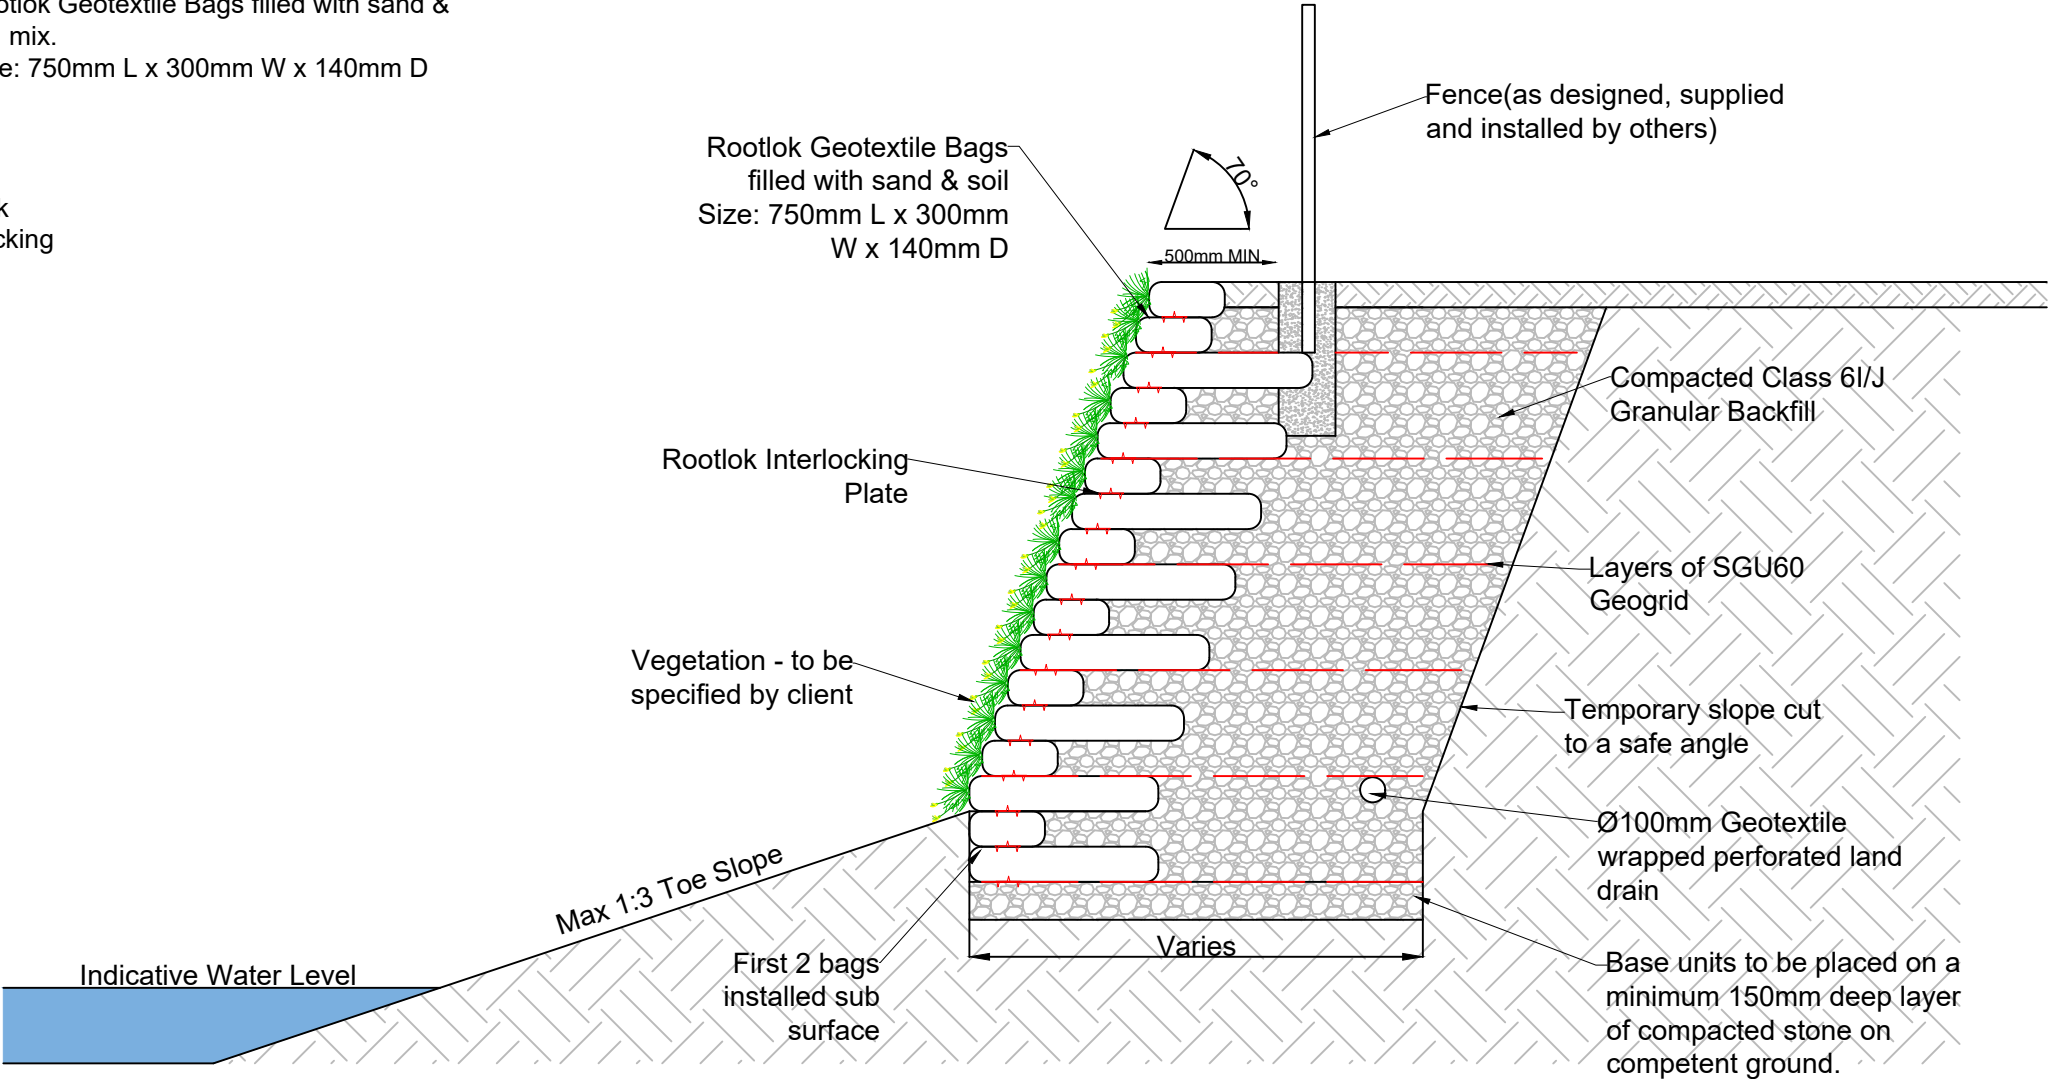 Geotextile Bags filled with sand &
mix.
750mm L x 300mm W x 140mm D
Rootlok Geotextile Bags
filled with sand & soil
Size: 750mm L x 300mm
W x 140mm D
70°
500mm MIN
Fence(as designed, supplied
and installed by others)
Compacted Class 6I/J
Granular Backfill
Rootlok Interlocking
Plate
Layers of SGU60
Geogrid
Vegetation - to be
specified by client
Temporary slope cut
to a safe angle
Ø100mm Geotextile
wrapped perforated land
drain
Max 1:3 Toe Slope
Varies
First 2 bags
installed sub
surface
Indicative Water Level
Base units to be placed on a
minimum 150mm deep layer
of compacted stone on
competent ground.